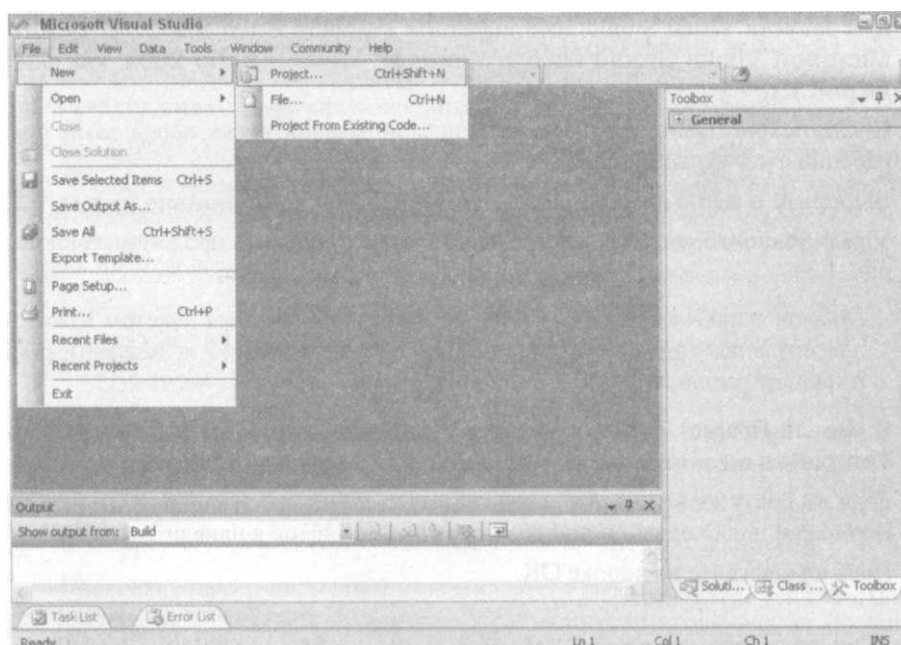 Microsoft Visual Studio
File Edit View Data Tools Window Community Help
New
Project... Ctrl+Shift+N
Open
File... Ctrl+N
Project From Existing Code...
Close
Close Solution
Save Selected Items Ctrl+S
Save Output As...
Save All Ctrl+Shift+S
Export Template...
Page Setup...
Print... Ctrl+P
Recent Files
Recent Projects
Exit
Toolbox
General
Output
Show output from: Build
Soluti... Class ... Toolbox
Task List Error List
Ready Ln 1 Col 1 Ch 1 INS